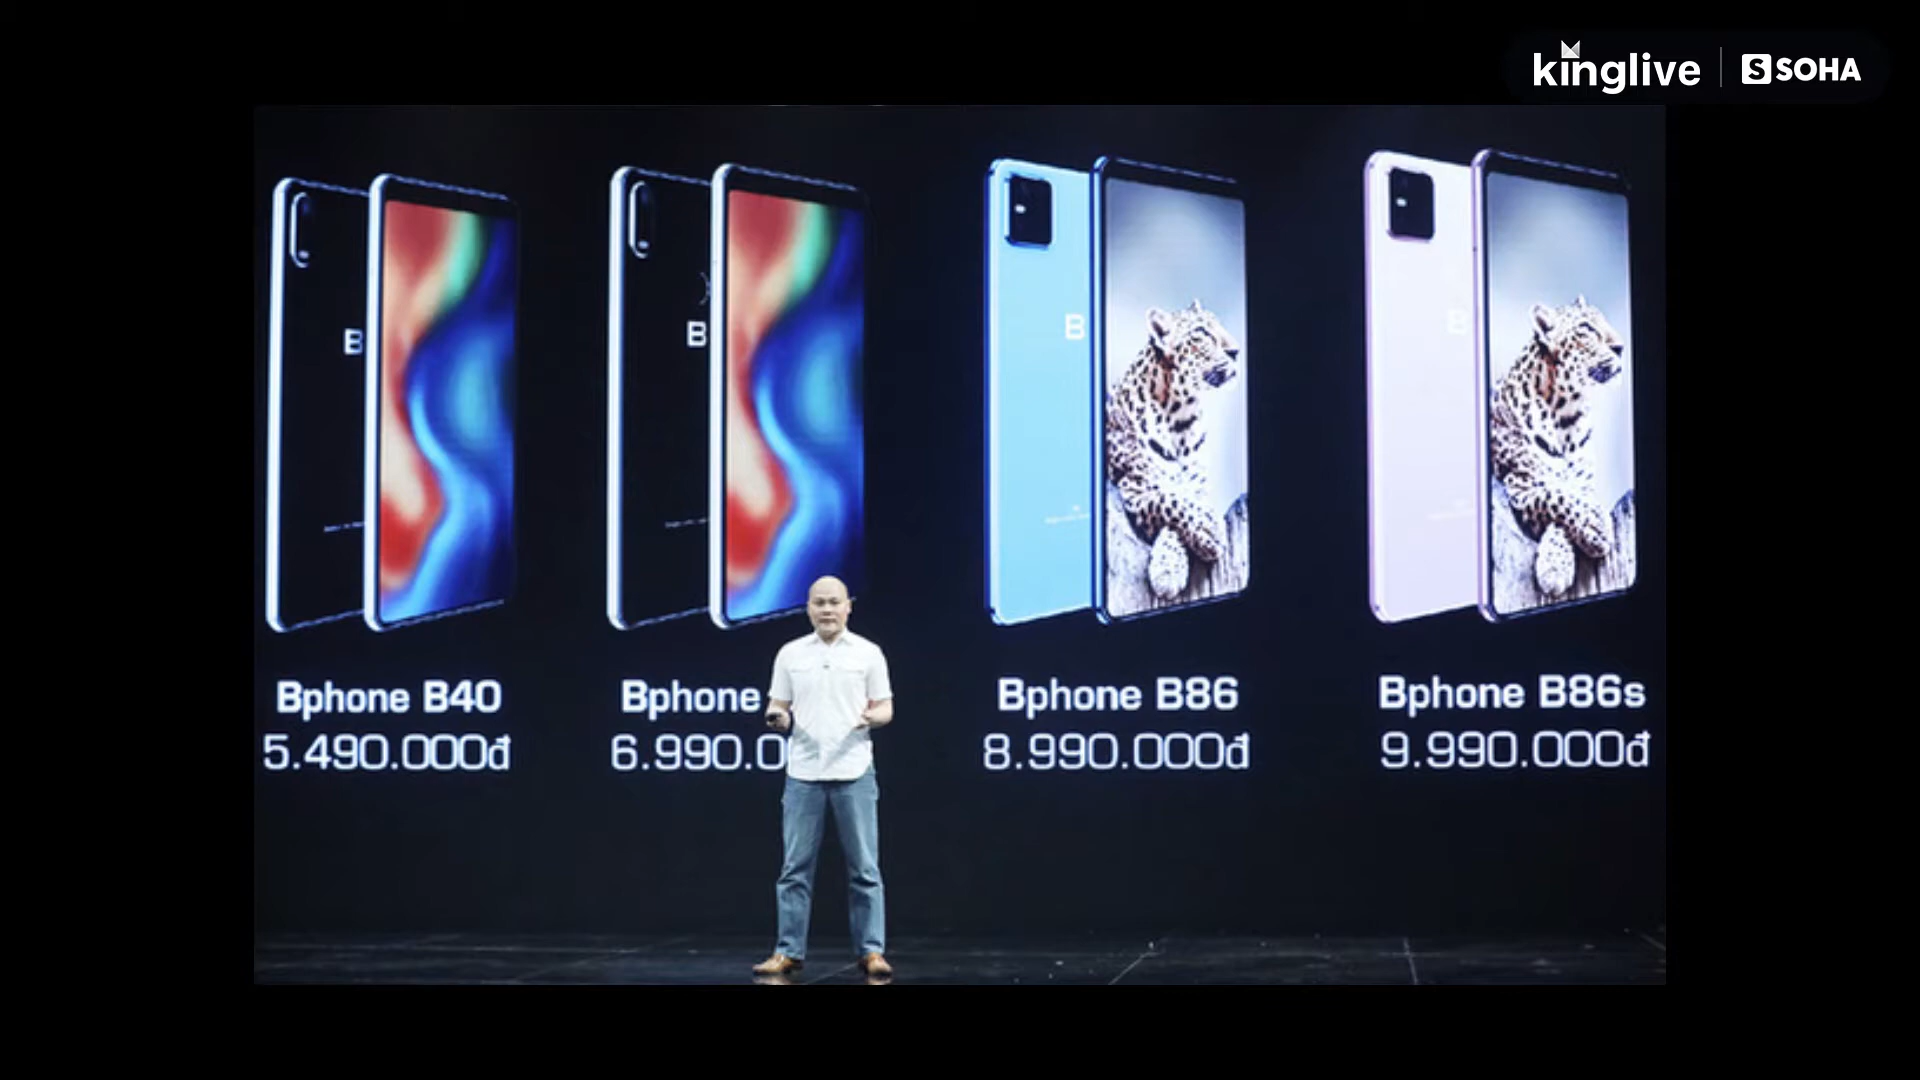 kinglive | SOHA
B
B
B
B
Bphone B40
5.490.000đ
Bphone
6.990.0
Bphone B86
8.990.000đ
Bphone B86s
9.990.000đ